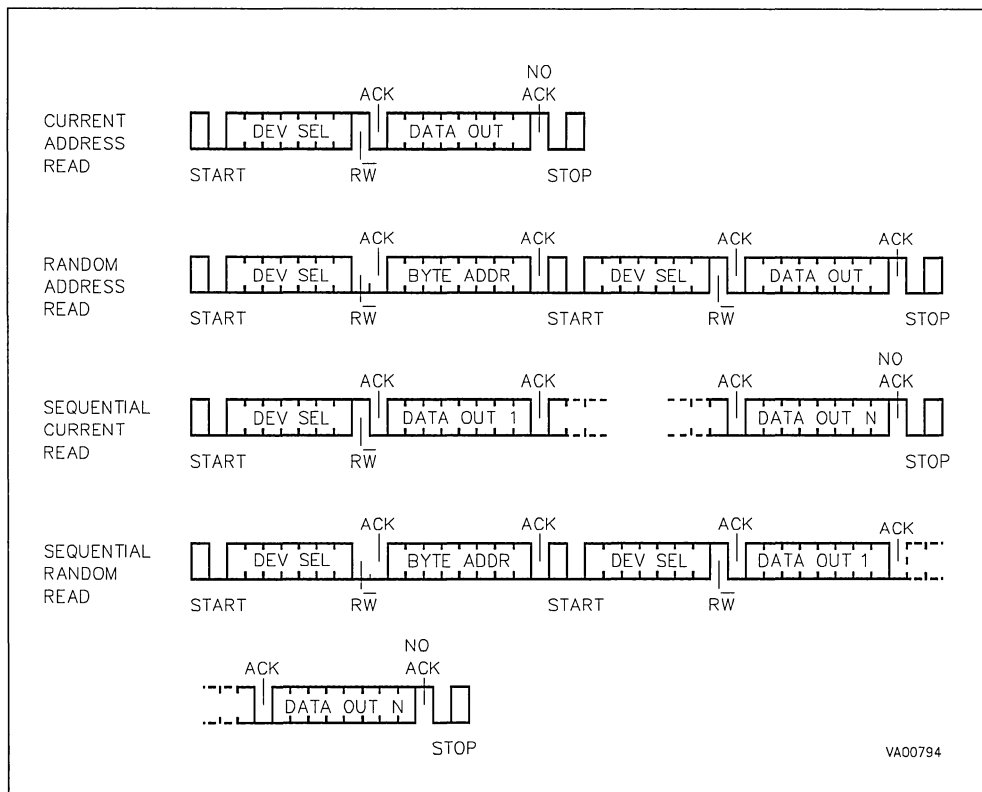 NO
ACK ACK
CURRENT ADDRESS READ
DEV SEL DATA OUT
START RW̅ STOP
ACK ACK ACK ACK
RANDOM ADDRESS READ
DEV SEL BYTE ADDR DEV SEL DATA OUT
START RW̅ START RW̅ STOP
NO
ACK ACK ACK ACK
SEQUENTIAL CURRENT READ
DEV SEL DATA OUT 1 DATA OUT N
START RW̅ STOP
ACK ACK ACK ACK
SEQUENTIAL RANDOM READ
DEV SEL BYTE ADDR DEV SEL DATA OUT 1
START RW̅ START RW̅
NO
ACK ACK
DATA OUT N
STOP
VA00794